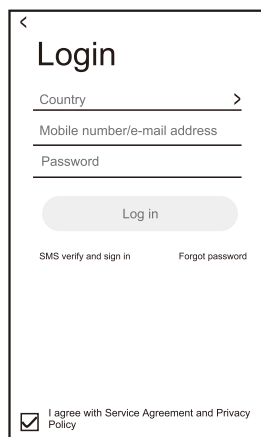 Login
Country
Mobile number/e-mail address
Password
Log in
SMS verify and sign in
Forgot password
I agree with Service Agreement and Privacy
Policy